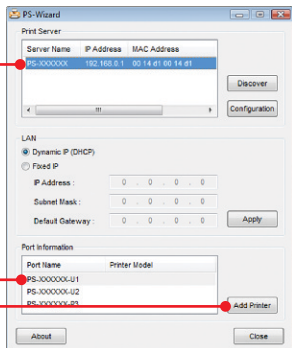 PS-Wizard
Print Server
Server Name IP Address MAC Address
PS-XXXXXX 192.168.0.1 00 14 d1 00 14 d1
Discover
Configuration
LAN
Dynamic IP (DHCP)
Fixed IP
IP Address : 0 . 0 . 0 . 0
Subnet Mask : 0 . 0 . 0 . 0
Default Gateway : 0 . 0 . 0 . 0
Apply
Port Information
Port Name Printer Model
PS-XXXXXX-U1
PS-XXXXXX-U2
PS-XXXXXX-P3
Add Printer
About
Close